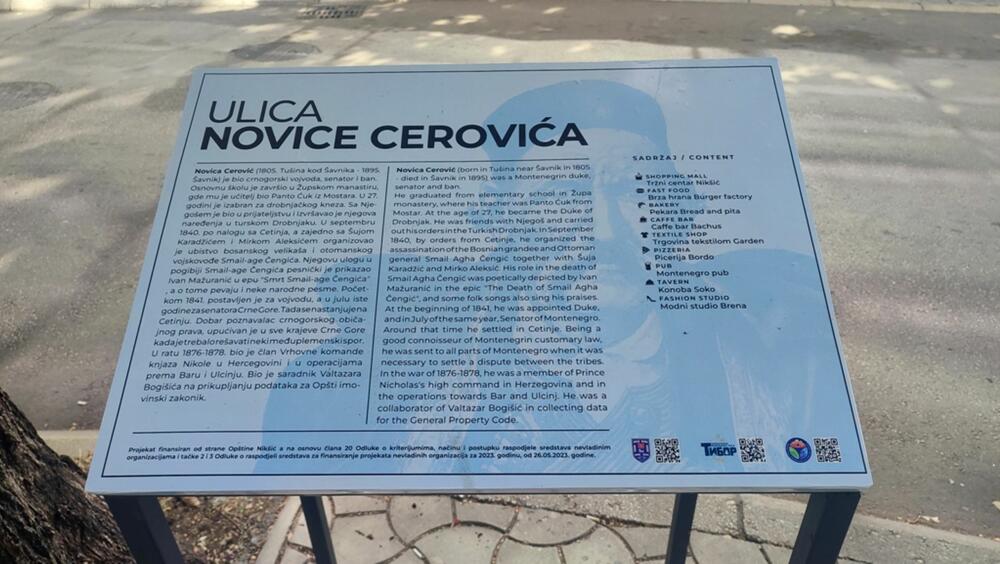 ULICA
NOVICE CEROVIĆA
Novica Cerović (1805. Tušina kod Šavnika - 1895.
Šavnik) je bio crnogorski vojvoda, senator i ban.
Osnovnu školu je završio u Župskom manastiru,
gde mu je učitelj bio Panto Ćuk iz Mostara. U 27.
godini je izabran za drobnjačkog kneza. Sa Nje-
gošem je bio u prijateljstvu i izvršavao je njegova
naređenja u turskom Drobnjaku. U septembru
1840. po nalogu sa Cetinja, a zajedno sa Šujom
Karadžićem i Mirkom Aleksićem organizovao
je ubistvo bosanskog velikaša i otomanskog
vojskovođe Smail-age Čengića. Njegovu ulogu u
pogibiji Smail-age Čengića pesnički je prikazao
Ivan Mažuranić u epu "Smrt Smail-age Čengića"
, a o tome pevaju i neke narodne pesme. Počet-
kom 1841. postavljen je za vojvodu, a u julu iste
godine za senatora Crne Gore. Tada se nastanjuje na
Cetinju. Dobar poznavalac crnogorskog običa-
jnog prava, upućivan je u sve krajeve Crne Gore
kada je trebalo rešavati neki međuplemenski spor.
U ratu 1876-1878. bio je član Vrhovne komande
knjaza Nikole u Hercegovini i u operacijama
prema Baru i Ulcinju. Bio je saradnik Valtazara
Bogišića na prikupljanju podataka za Opšti imo-
vinski zakonik.
Novica Cerović (born in Tušina near Šavnik in 1805
- died in Šavnik in 1895) was a Montenegrin duke,
senator and ban.
He graduated from elementary school in Župa
monastery, where his teacher was Panto Ćuk from
Mostar. At the age of 27, he became the Duke of
Drobnjak. He was friends with Njegoš and carried
out his orders in the Turkish Drobnjak. In September
1840, by orders from Cetinje, he organized the
assassination of the Bosnian grandee and Ottoman
general Smail Agha Čengić together with Šuja
Karadžić and Mirko Aleksić. His role in the death of
Smail Agha Čengić was poetically depicted by Ivan
Mažuranić in the epic "The Death of Smail Agha
Čengić", and some folk songs also sing his praises.
At the beginning of 1841, he was appointed Duke,
and in July of the same year, Senator of Montenegro.
Around that time he settled in Cetinje. Being a
good connoisseur of Montenegrin customary law,
he was sent to all parts of Montenegro when it was
necessary to settle a dispute between the tribes.
In the war of 1876-1878, he was a member of Prince
Nicholas's high command in Herzegovina and in
the operations towards Bar and Ulcinj. He was a
collaborator of Valtazar Bogišić in collecting data
for the General Property Code.
SADRŽAJ / CONTENT
SHOPPING MALL
Tržni centar Nikšić
FAST FOOD
Brza hrana Burger factory
BAKERY
Pekara Bread and pita
CAFFE BAR
Caffe bar Bachus
TEXTILE SHOP
Trgovina tekstilom Garden
PIZZERIA
Picerija Bordo
PUB
Montenegro pub
TAVERN
Konoba Soko
FASHION STUDIO
Modni studio Brena
Projekat finansiran od strane Opštine Nikšić a na osnovu člana 20 Odluke o kriterijumima, načinu i postupku raspodjele sredstava nevladinim
organizacijama i tačke 2 i 3 Odluke o raspodjeli sredstava za finansiranje projekata nevladinih organizacija za 2023. godinu, od 26.05.2023. godine.
ТИБОР